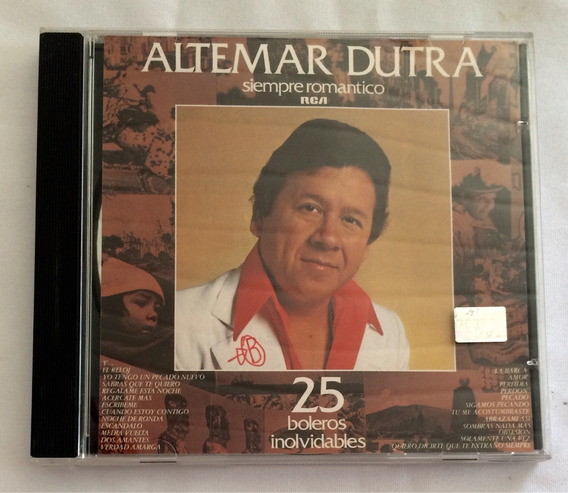 ALTEMAR DUTRA
siempre romantico
RCA
25
boleros
inolvidables
Y
EL RELOJ
YO TENGO UN PECADO NUEVO
SABRAS QUE TE QUIERO
REGALAME ESTA NOCHE
ACERCATE MAS
ESCRIBEME
CUANDO ESTOY CONTIGO
NOCHE DE RONDA
ESCANDALO
MEDIA VUELTA
DOS AMANTES
VERDAD AMARGA
LA BARCA
AMOR
PERFIDIA
PERDON
PECADO
SIGAMOS PECANDO
TU ME ACOSTUMBRASTE
ABRAZAME ASI
SOMBRAS NADA MAS
OBSESION
SOLAMENTE UNA VEZ
QUIERO DICIRTE QUE TE EXTRAÑO SIEMPRE